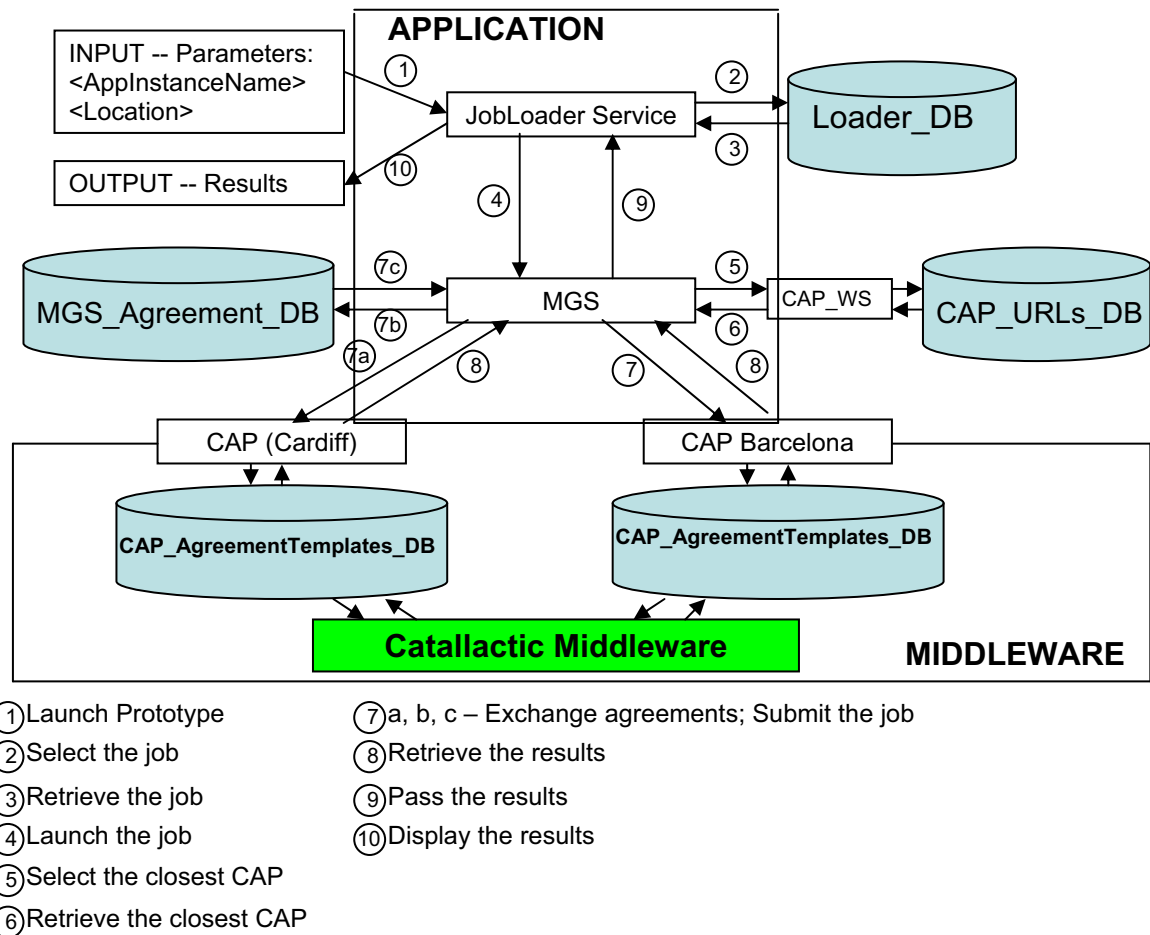 APPLICATION
INPUT -- Parameters:
<AppInstanceName>
<Location>
1
2
JobLoader Service
Loader_DB
3
10
OUTPUT -- Results
4
9
7c
5
MGS_Agreement_DB
MGS
CAP_WS
CAP_URLs_DB
7b
6
7a
8
7
8
CAP (Cardiff)
CAP Barcelona
CAP_AgreementTemplates_DB
CAP_AgreementTemplates_DB
Catallactic Middleware
MIDDLEWARE
1 Launch Prototype
2 Select the job
3 Retrieve the job
4 Launch the job
5 Select the closest CAP
6 Retrieve the closest CAP
7 a, b, c – Exchange agreements; Submit the job
8 Retrieve the results
9 Pass the results
10 Display the results